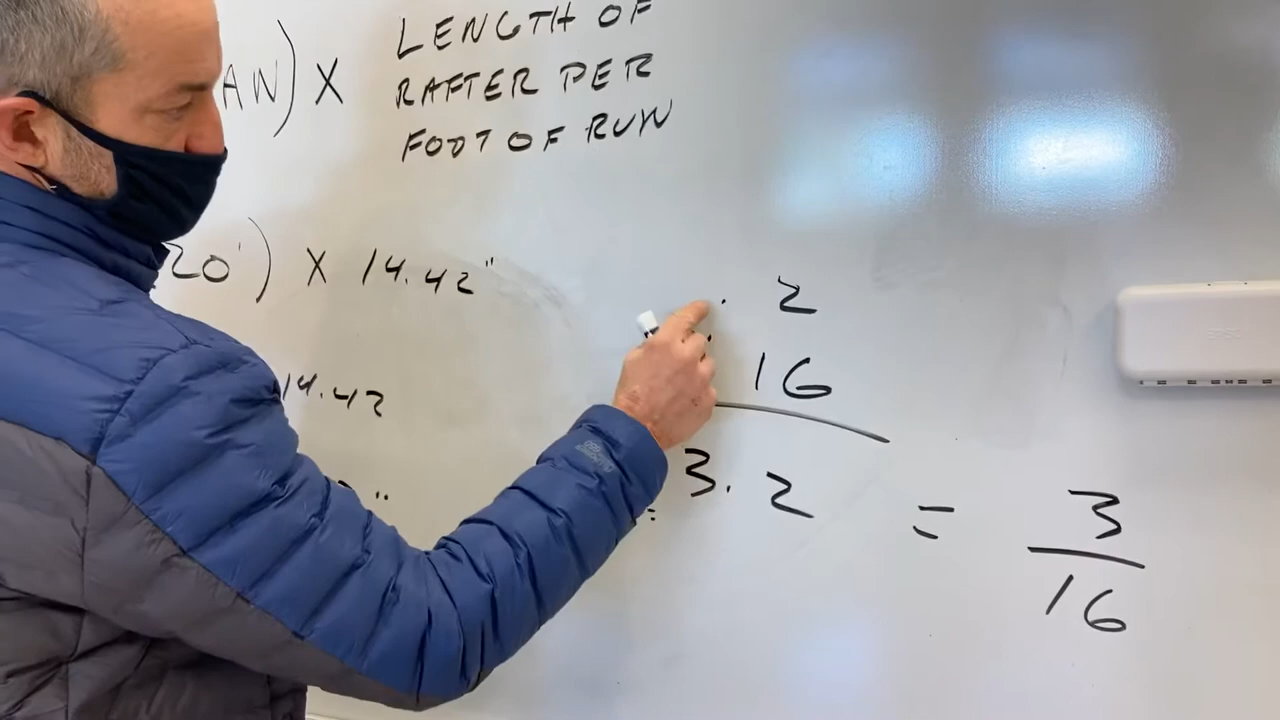 AN) X LENGTH OF
RAFTER PER
FOOT OF RUN
20') X 14.42"
14.42
. 2
16
3. 2 = 3
16